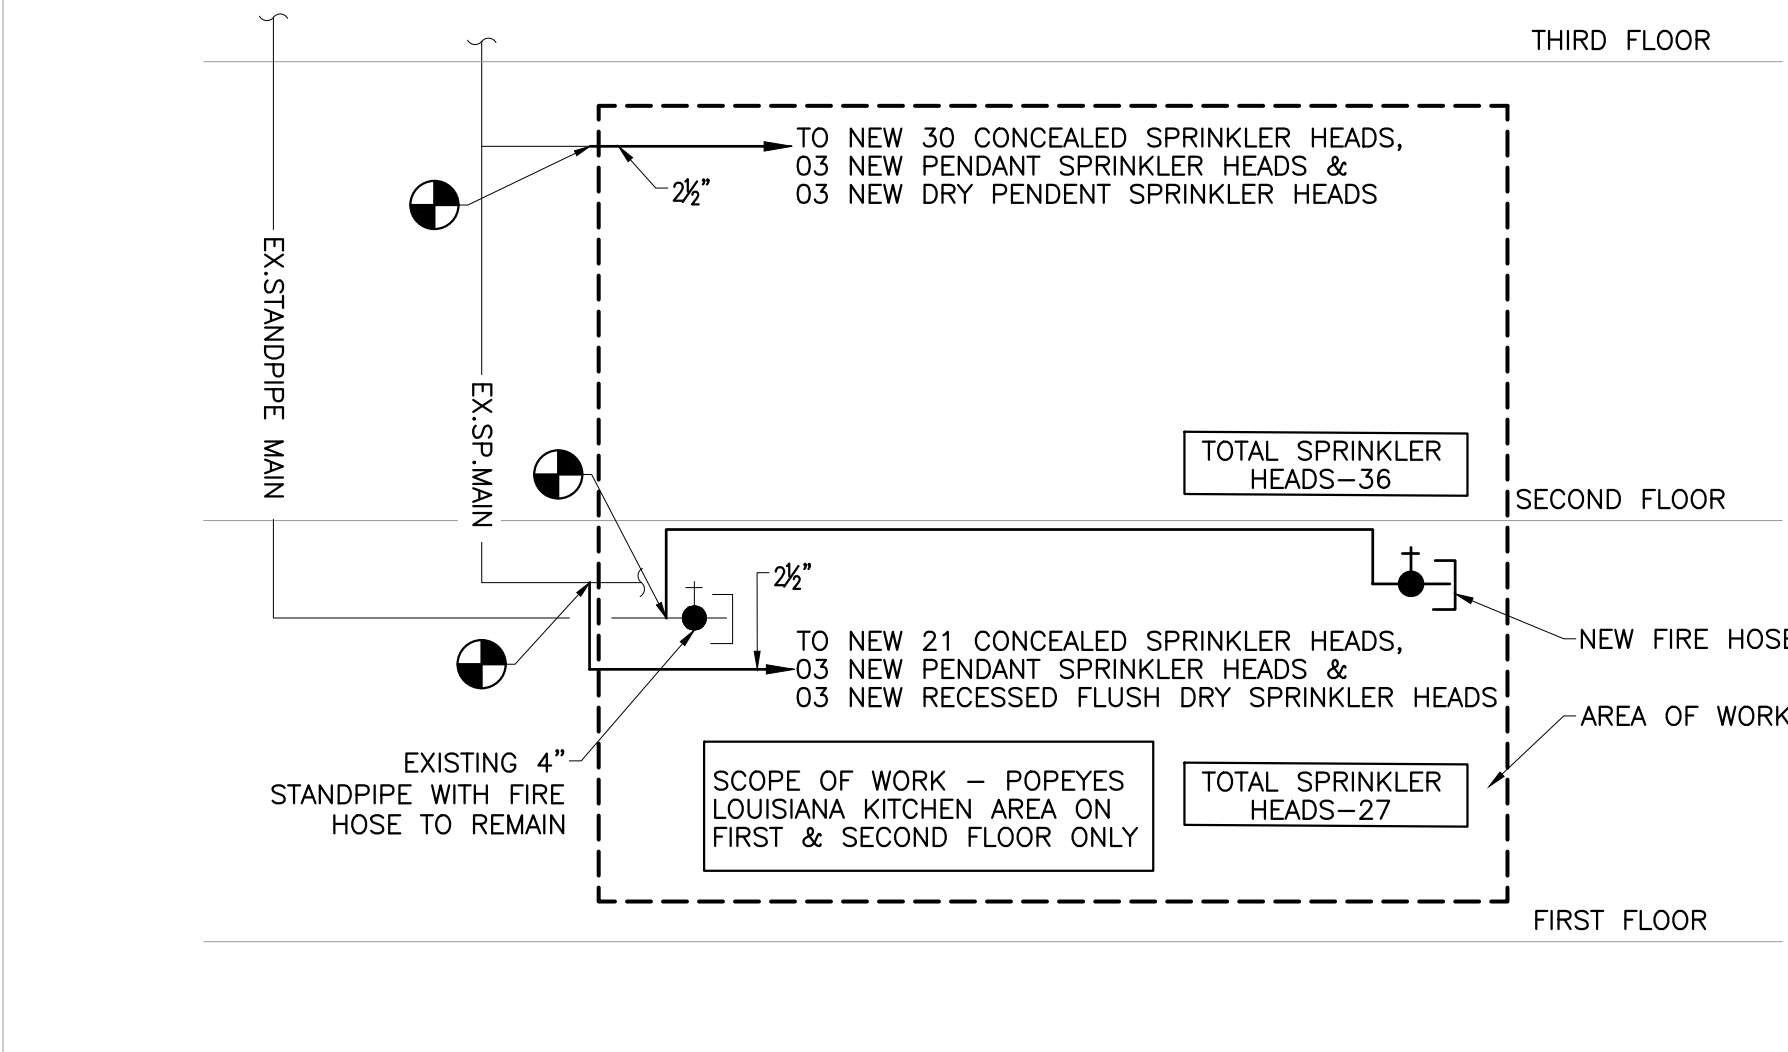 THIRD FLOOR
TO NEW 30 CONCEALED SPRINKLER HEADS,
03 NEW PENDANT SPRINKLER HEADS &
03 NEW DRY PENDENT SPRINKLER HEADS
2½"
EX.STANDPIPE MAIN
EX.SP.MAIN
TOTAL SPRINKLER
HEADS-36
SECOND FLOOR
2½"
TO NEW 21 CONCEALED SPRINKLER HEADS,
03 NEW PENDANT SPRINKLER HEADS &
03 NEW RECESSED FLUSH DRY SPRINKLER HEADS
NEW FIRE HOSE
AREA OF WORK
EXISTING 4"
STANDPIPE WITH FIRE
HOSE TO REMAIN
SCOPE OF WORK - POPEYES
LOUISIANA KITCHEN AREA ON
FIRST & SECOND FLOOR ONLY
TOTAL SPRINKLER
HEADS-27
FIRST FLOOR